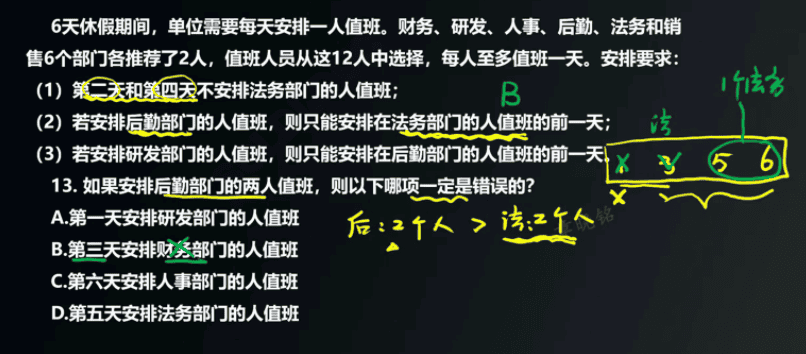 6天休假期间，单位需要每天安排一人值班。财务、研发、人事、后勤、法务和销
售6个部门各推荐了2人，值班人员从这12人中选择，每人至多值班一天。安排要求：
（1）第二天和第四天不安排法务部门的人值班；
B
1个法务
（2）若安排后勤部门的人值班，则只能安排在法务部门的人值班的前一天；
法
（3）若安排研发部门的人值班，则只能安排在后勤部门的人值班的前一天。
1 3 5 6
13. 如果安排后勤部门的两人值班，则以下哪项一定是错误的？
A.第一天安排研发部门的人值班
后：2个人 > 法：2个人
B.第三天安排财务部门的人值班
C.第六天安排人事部门的人值班
D.第五天安排法务部门的人值班